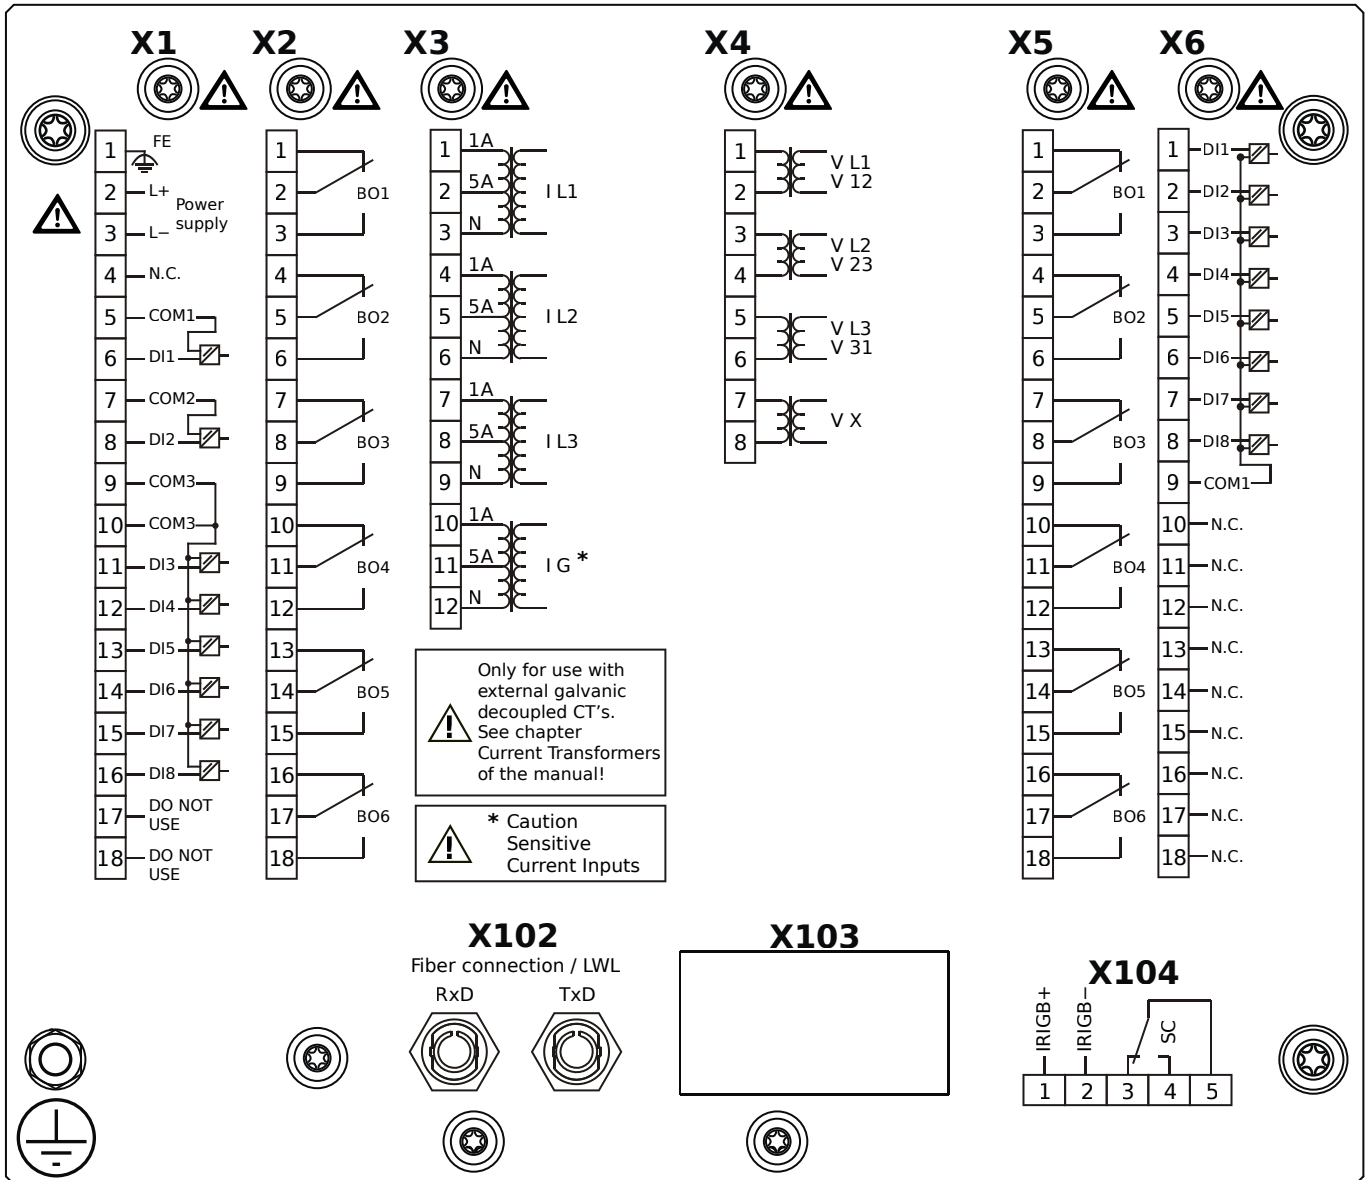 X1
X2
X3
X4
X5
X6
1 FE
2 L+
3 L−
Power
supply
4 N.C.
5 COM1
6 DI1
7 COM2
8 DI2
9 COM3
10 COM3
11 DI3
12 DI4
13 DI5
14 DI6
15 DI7
16 DI8
17 DO NOT
USE
18 DO NOT
USE
1
2 BO1
3
4
5 BO2
6
7
8 BO3
9
10
11 BO4
12
13
14 BO5
15
16
17 BO6
18
1 1A
2 5A I L1
3 N
4 1A
5 5A I L2
6 N
7 1A
8 5A I L3
9 N
10 1A
11 5A I G *
12 N
Only for use with
external galvanic
decoupled CT's.
See chapter
Current Transformers
of the manual!
* Caution
Sensitive
Current Inputs
1 V L1
2 V 12
3 V L2
4 V 23
5 V L3
6 V 31
7 V X
8
1
2 BO1
3
4
5 BO2
6
7
8 BO3
9
10
11 BO4
12
13
14 BO5
15
16
17 BO6
18
1 DI1
2 DI2
3 DI3
4 DI4
5 DI5
6 DI6
7 DI7
8 DI8
9 COM1
10 N.C.
11 N.C.
12 N.C.
13 N.C.
14 N.C.
15 N.C.
16 N.C.
17 N.C.
18 N.C.
X102
Fiber connection / LWL
RxD TxD
X103
X104
IRIGB+
IRIGB−
SC
1 2 3 4 5